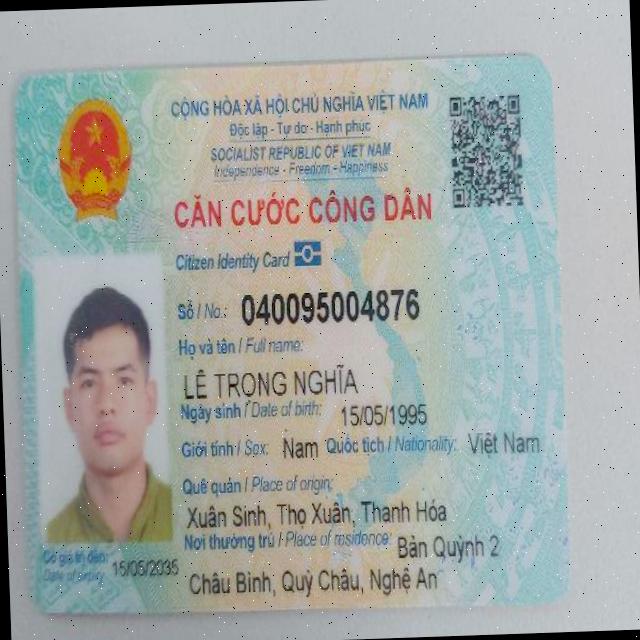 CỘNG HÒA XÃ HỘI CHỦ NGHĨA VIỆT NAM
Độc lập - Tự do - Hạnh phúc
SOCIALIST REPUBLIC OF VIET NAM
Independence - Freedom - Happiness
CĂN CƯỚC CÔNG DÂN
Citizen Identity Card
Số / No.: 040095004876
Họ và tên / Full name:
LÊ TRỌNG NGHĨA
Ngày sinh / Date of birth: 15/05/1995
Giới tính / Sex: Nam Quốc tịch / Nationality: Việt Nam
Quê quán / Place of origin:
Xuân Sinh, Thọ Xuân, Thanh Hóa
Nơi thường trú / Place of residence: Bản Quỳnh 2
Châu Bình, Quỳ Châu, Nghệ An
Có giá trị đến: 15/05/2035
Date of expiry